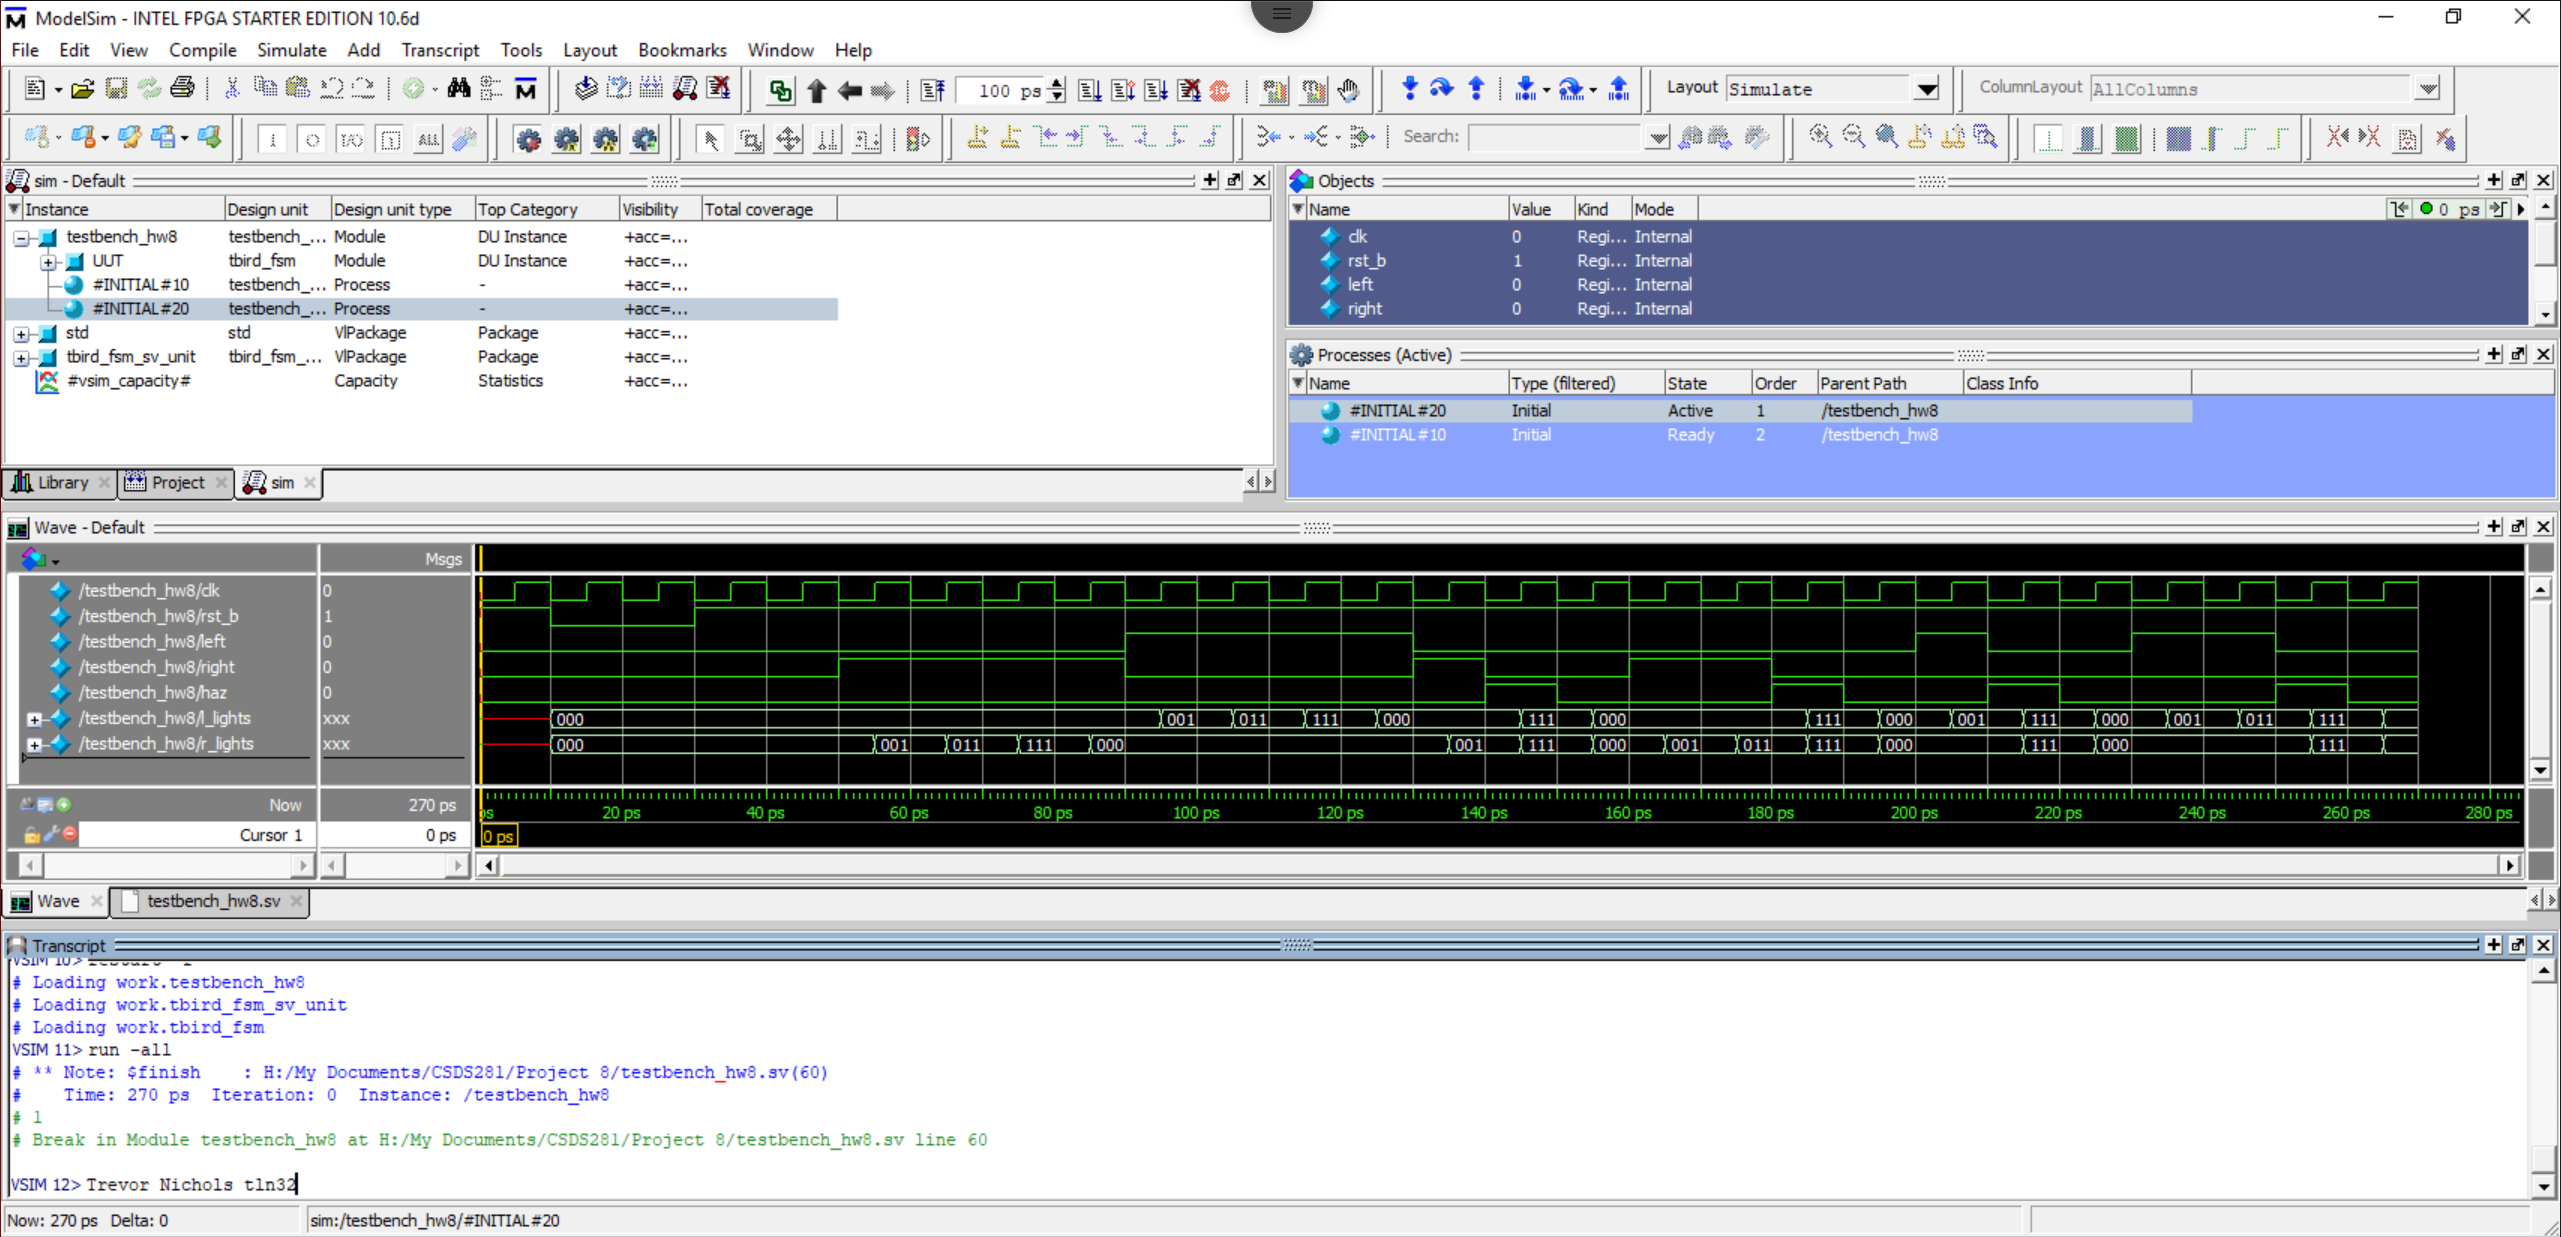 ModelSim - INTEL FPGA STARTER EDITION 10.6d
File Edit View Compile Simulate Add Transcript Tools Layout Bookmarks Window Help
100 ps
Layout Simulate
ColumnLayout AllColumns
Search:
sim - Default
Instance Design unit Design unit type Top Category Visibility Total coverage
testbench_hw8 testbench_... Module DU Instance +acc=...
UUT tbird_fsm Module DU Instance +acc=...
#INITIAL#10 testbench_... Process - +acc=...
#INITIAL#20 testbench_... Process - +acc=...
std std VlPackage Package +acc=...
tbird_fsm_sv_unit tbird_fsm_... VlPackage Package +acc=...
#vsim_capacity# Capacity Statistics +acc=...
Library Project sim
Objects
Name Value Kind Mode
0 ps
clk 0 Regi... Internal
rst_b 1 Regi... Internal
left 0 Regi... Internal
right 0 Regi... Internal
Processes (Active)
Name Type (filtered) State Order Parent Path Class Info
#INITIAL#20 Initial Active 1 /testbench_hw8
#INITIAL#10 Initial Ready 2 /testbench_hw8
Wave - Default
Msgs
/testbench_hw8/clk 0
/testbench_hw8/rst_b 1
/testbench_hw8/left 0
/testbench_hw8/right 0
/testbench_hw8/haz 0
/testbench_hw8/l_lights xxx 000 001 011 111 000 111 000 111 000 001 111 000 001 011 111
/testbench_hw8/r_lights xxx 000 001 011 111 000 001 111 000 001 011 111 000 111 000 111
Now 270 ps ps 20 ps 40 ps 60 ps 80 ps 100 ps 120 ps 140 ps 160 ps 180 ps 200 ps 220 ps 240 ps 260 ps 280 ps
Cursor 1 0 ps 0 ps
Wave testbench_hw8.sv
Transcript
# Loading work.testbench_hw8
# Loading work.tbird_fsm_sv_unit
# Loading work.tbird_fsm
VSIM 11> run -all
# ** Note: $finish : H:/My Documents/CSDS281/Project 8/testbench_hw8.sv(60)
# Time: 270 ps Iteration: 0 Instance: /testbench_hw8
# 1
# Break in Module testbench_hw8 at H:/My Documents/CSDS281/Project 8/testbench_hw8.sv line 60
VSIM 12> Trevor Nichols tln32
Now: 270 ps Delta: 0 sim:/testbench_hw8/#INITIAL#20